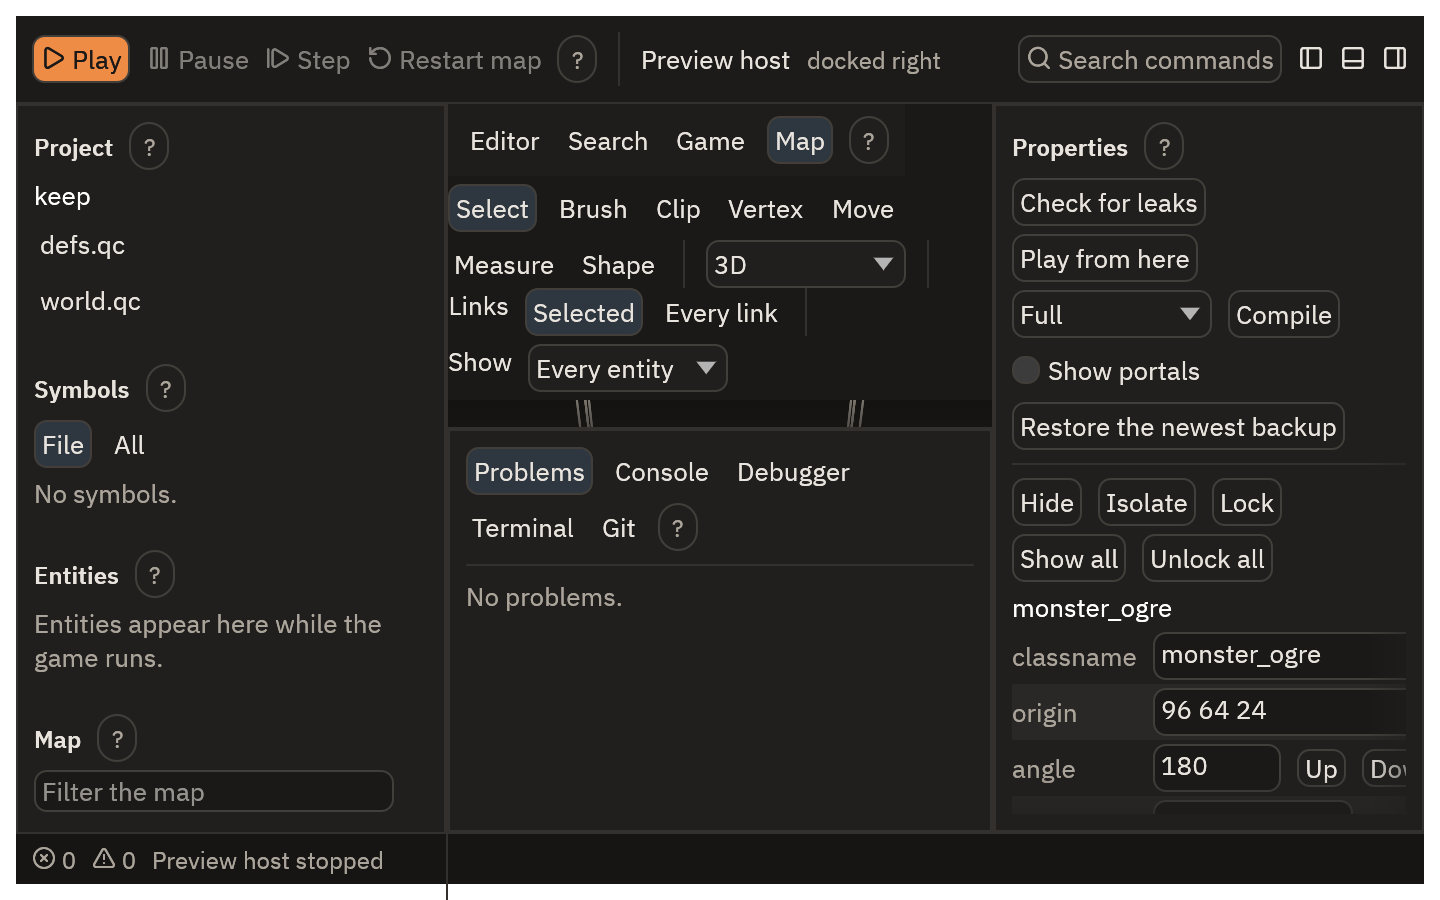 Play Pause Step Restart map ? Preview host docked right Search commands
Project ?
keep
defs.qc
world.qc
Symbols ?
File All
No symbols.
Entities ?
Entities appear here while the
game runs.
Map ?
Filter the map
Editor Search Game Map ?
Select Brush Clip Vertex Move
Measure Shape 3D
Links Selected Every link
Show Every entity
Problems Console Debugger
Terminal Git ?
No problems.
Properties ?
Check for leaks
Play from here
Full Compile
Show portals
Restore the newest backup
Hide Isolate Lock
Show all Unlock all
monster_ogre
classname monster_ogre
origin 96 64 24
angle 180 Up
0 0 Preview host stopped